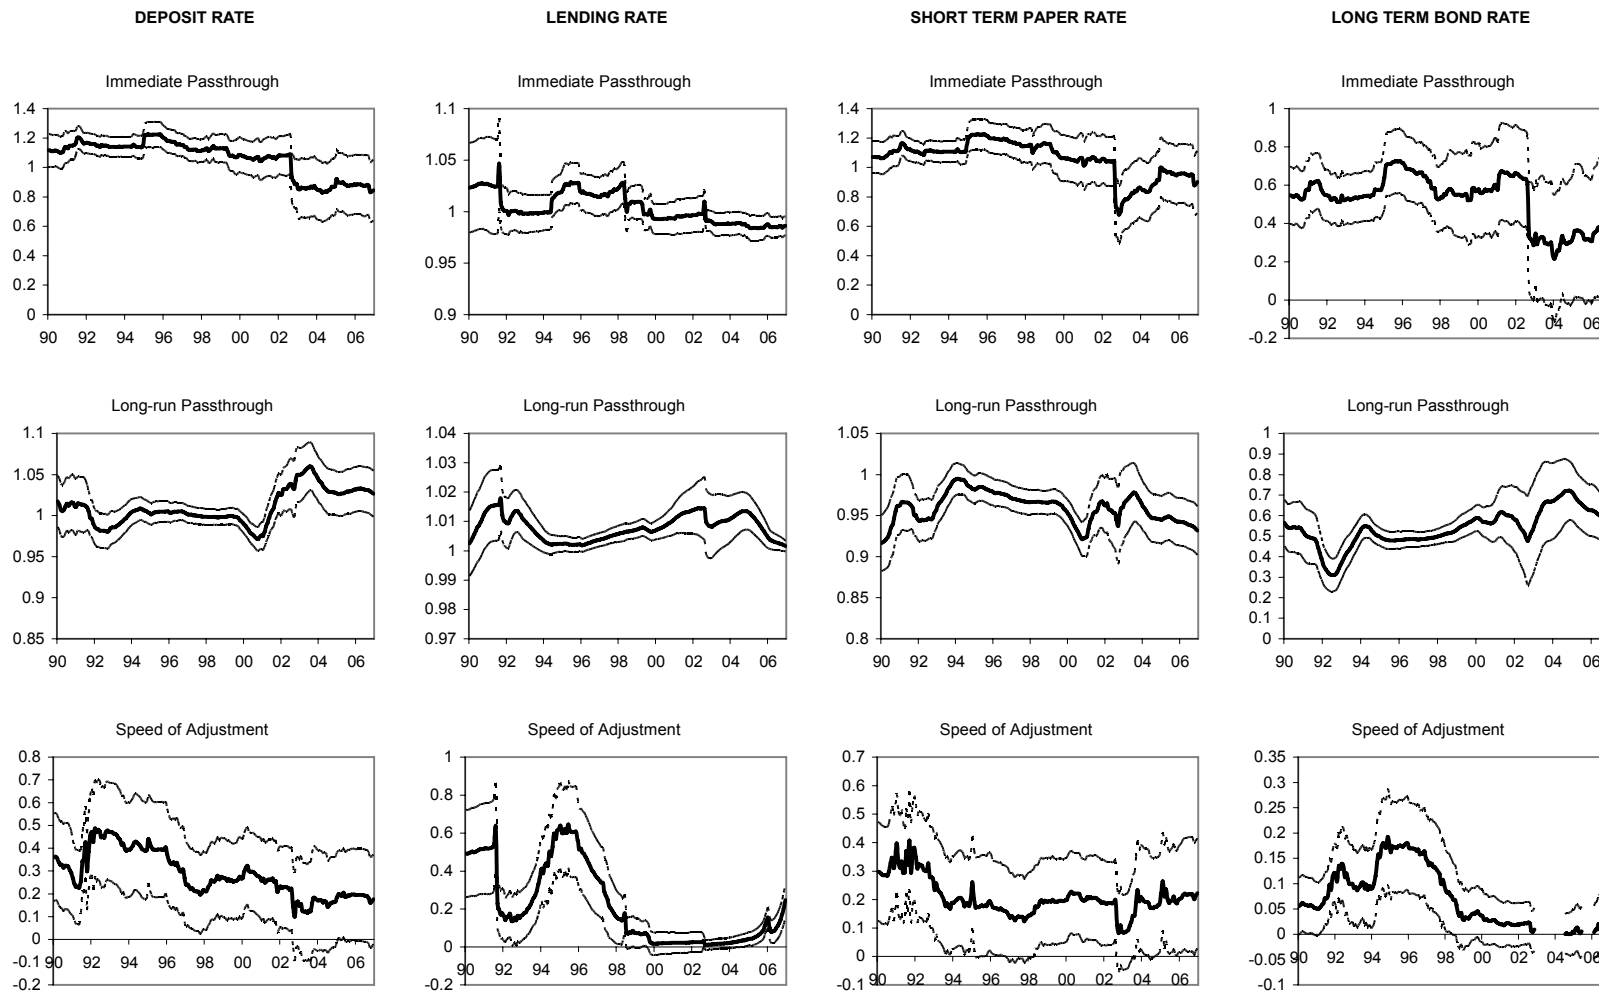 DEPOSIT RATE LENDING RATE SHORT TERM PAPER RATE LONG TERM BOND RATE
Immediate Passthrough Immediate Passthrough Immediate Passthrough Immediate Passthrough
1.4 1.1 1.4 1
1.2 1.05 1.2 0.8
1 1 1 0.6
0.8 0.95 0.8 0.4
0.6 0.9 0.6 0.2
0.4 0.4 0
0.2 0.2 -0.2
0 0
90 92 94 96 98 00 02 04 06 90 92 94 96 98 00 02 04 06 90 92 94 96 98 00 02 04 06 90 92 94 96 98 00 02 04 06
Long-run Passthrough Long-run Passthrough Long-run Passthrough Long-run Passthrough
1.1 1.04 1.05 1
1.05 1.03 1 0.9
1 1.02 0.95 0.8
0.95 1.01 0.9 0.7
0.9 1 0.85 0.6
0.85 0.99 0.8 0.5
0.98 0.4
0.97 0.3
0.2
0.1
0
90 92 94 96 98 00 02 04 06 90 92 94 96 98 00 02 04 06 90 92 94 96 98 00 02 04 06 90 92 94 96 98 00 02 04 06
Speed of Adjustment Speed of Adjustment Speed of Adjustment Speed of Adjustment
0.8 1 0.7 0.35
0.7 0.8 0.6 0.3
0.6 0.6 0.5 0.25
0.5 0.4 0.4 0.2
0.4 0.2 0.3 0.15
0.3 0 0.2 0.1
0.2 -0.2 0.1 0.05
0.1 0 0
0 -0.1 -0.05
-0.1 -0.1
-0.2
90 92 94 96 98 00 02 04 06 90 92 94 96 98 00 02 04 06 90 92 94 96 98 00 02 04 06 90 92 94 96 98 00 02 04 06